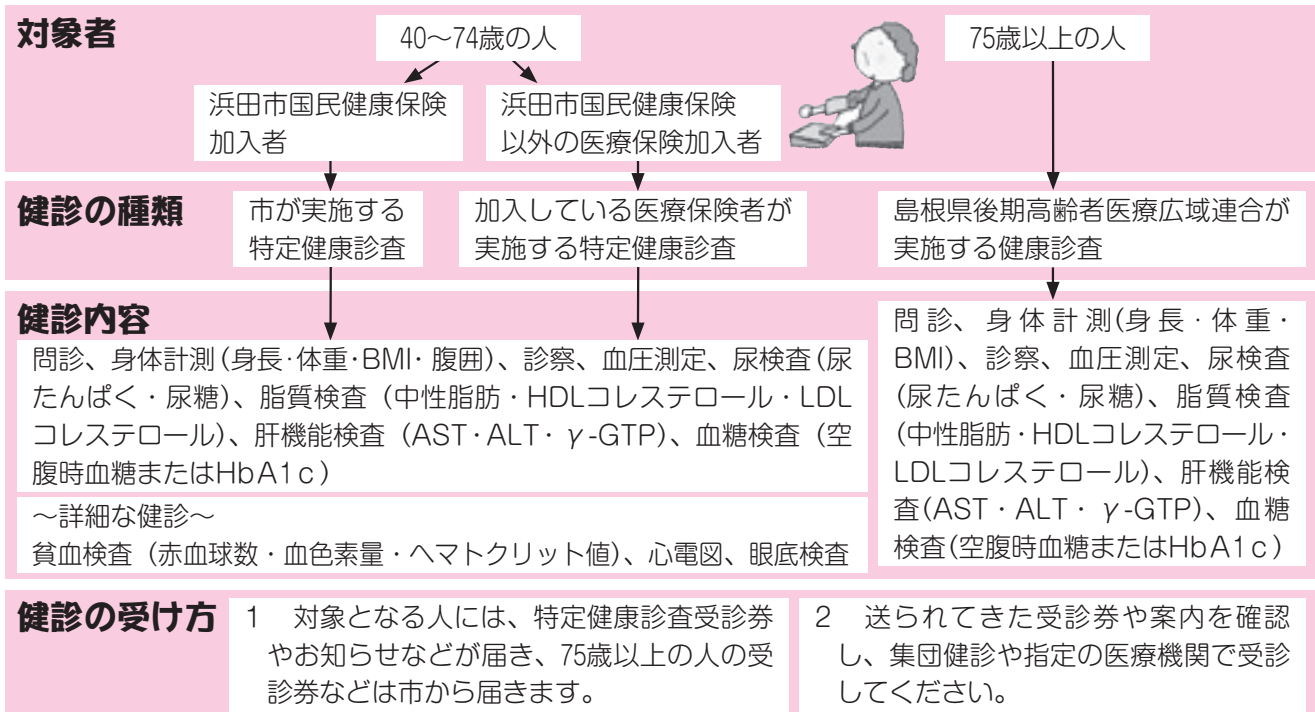 対象者
40～74歳の人
75歳以上の人
浜田市国民健康保険
加入者
浜田市国民健康保険
以外の医療保険加入者
健診の種類
市が実施する
特定健康診査
加入している医療保険者が
実施する特定健康診査
島根県後期高齢者医療広域連合が
実施する健康診査
健診内容
問診、身体計測(身長・体重・BMI・腹囲)、診察、血圧測定、尿検査(尿
たんぱく・尿糖)、脂質検査（中性脂肪・HDLコレステロール・LDL
コレステロール)、肝機能検査（AST・ALT・γ-GTP)、血糖検査（空
腹時血糖またはHbA1c）
～詳細な健診～
貧血検査（赤血球数・血色素量・ヘマトクリット値)、心電図、眼底検査
問診、身体計測(身長・体重・
BMI)、診察、血圧測定、尿検査
(尿たんぱく・尿糖)、脂質検査
(中性脂肪・HDLコレステロール・
LDLコレステロール)、肝機能検
査(AST・ALT・γ-GTP)、血糖
検査(空腹時血糖またはHbA1c）
健診の受け方
1　対象となる人には、特定健康診査受診券
やお知らせなどが届き、75歳以上の人の受
診券などは市から届きます。
2　送られてきた受診券や案内を確認
し、集団健診や指定の医療機関で受診
してください。